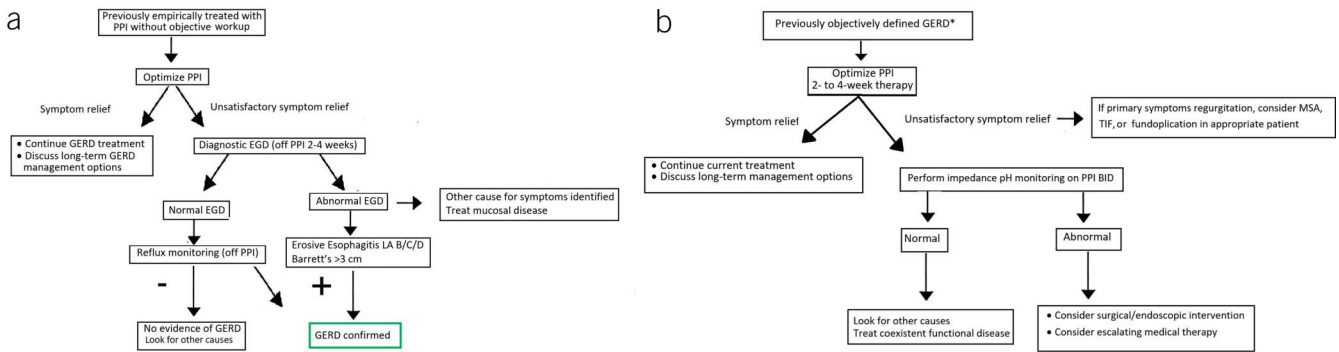 a
Previously empirically treated with
PPI without objective workup
Optimize PPI
Symptom relief
Unsatisfactory symptom relief
• Continue GERD treatment
• Discuss long-term GERD
management options
Diagnostic EGD (off PPI 2-4 weeks)
Normal EGD
Abnormal EGD
Other cause for symptoms identified
Treat mucosal disease
Reflux monitoring (off PPI)
Erosive Esophagitis LA B/C/D
Barrett's >3 cm
-
+
No evidence of GERD
Look for other causes
GERD confirmed
b
Previously objectively defined GERD*
Optimize PPI
2- to 4-week therapy
Symptom relief
Unsatisfactory symptom relief
If primary symptoms regurgitation, consider MSA,
TIF, or fundoplication in appropriate patient
• Continue current treatment
• Discuss long-term management options
Perform impedance pH monitoring on PPI BID
Normal
Abnormal
Look for other causes
Treat coexistent functional disease
• Consider surgical/endoscopic intervention
• Consider escalating medical therapy